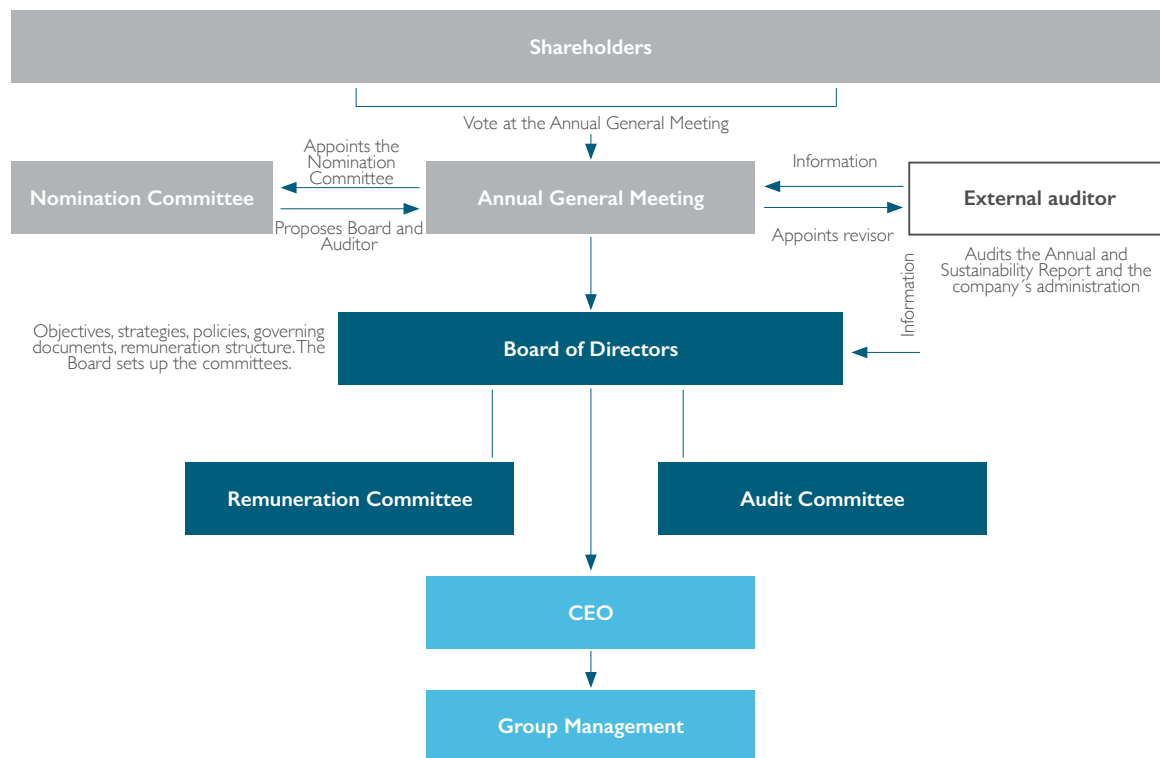 Shareholders
Vote at the Annual General Meeting
Appoints the
Nomination
Committee
Information
Nomination Committee
Annual General Meeting
External auditor
Proposes Board and
Auditor
Appoints revisor
Audits the Annual and
Sustainability Report and the
company´s administration
Information
Objectives, strategies, policies, governing
documents, remuneration structure. The
Board sets up the committees.
Board of Directors
Remuneration Committee
Audit Committee
CEO
Group Management